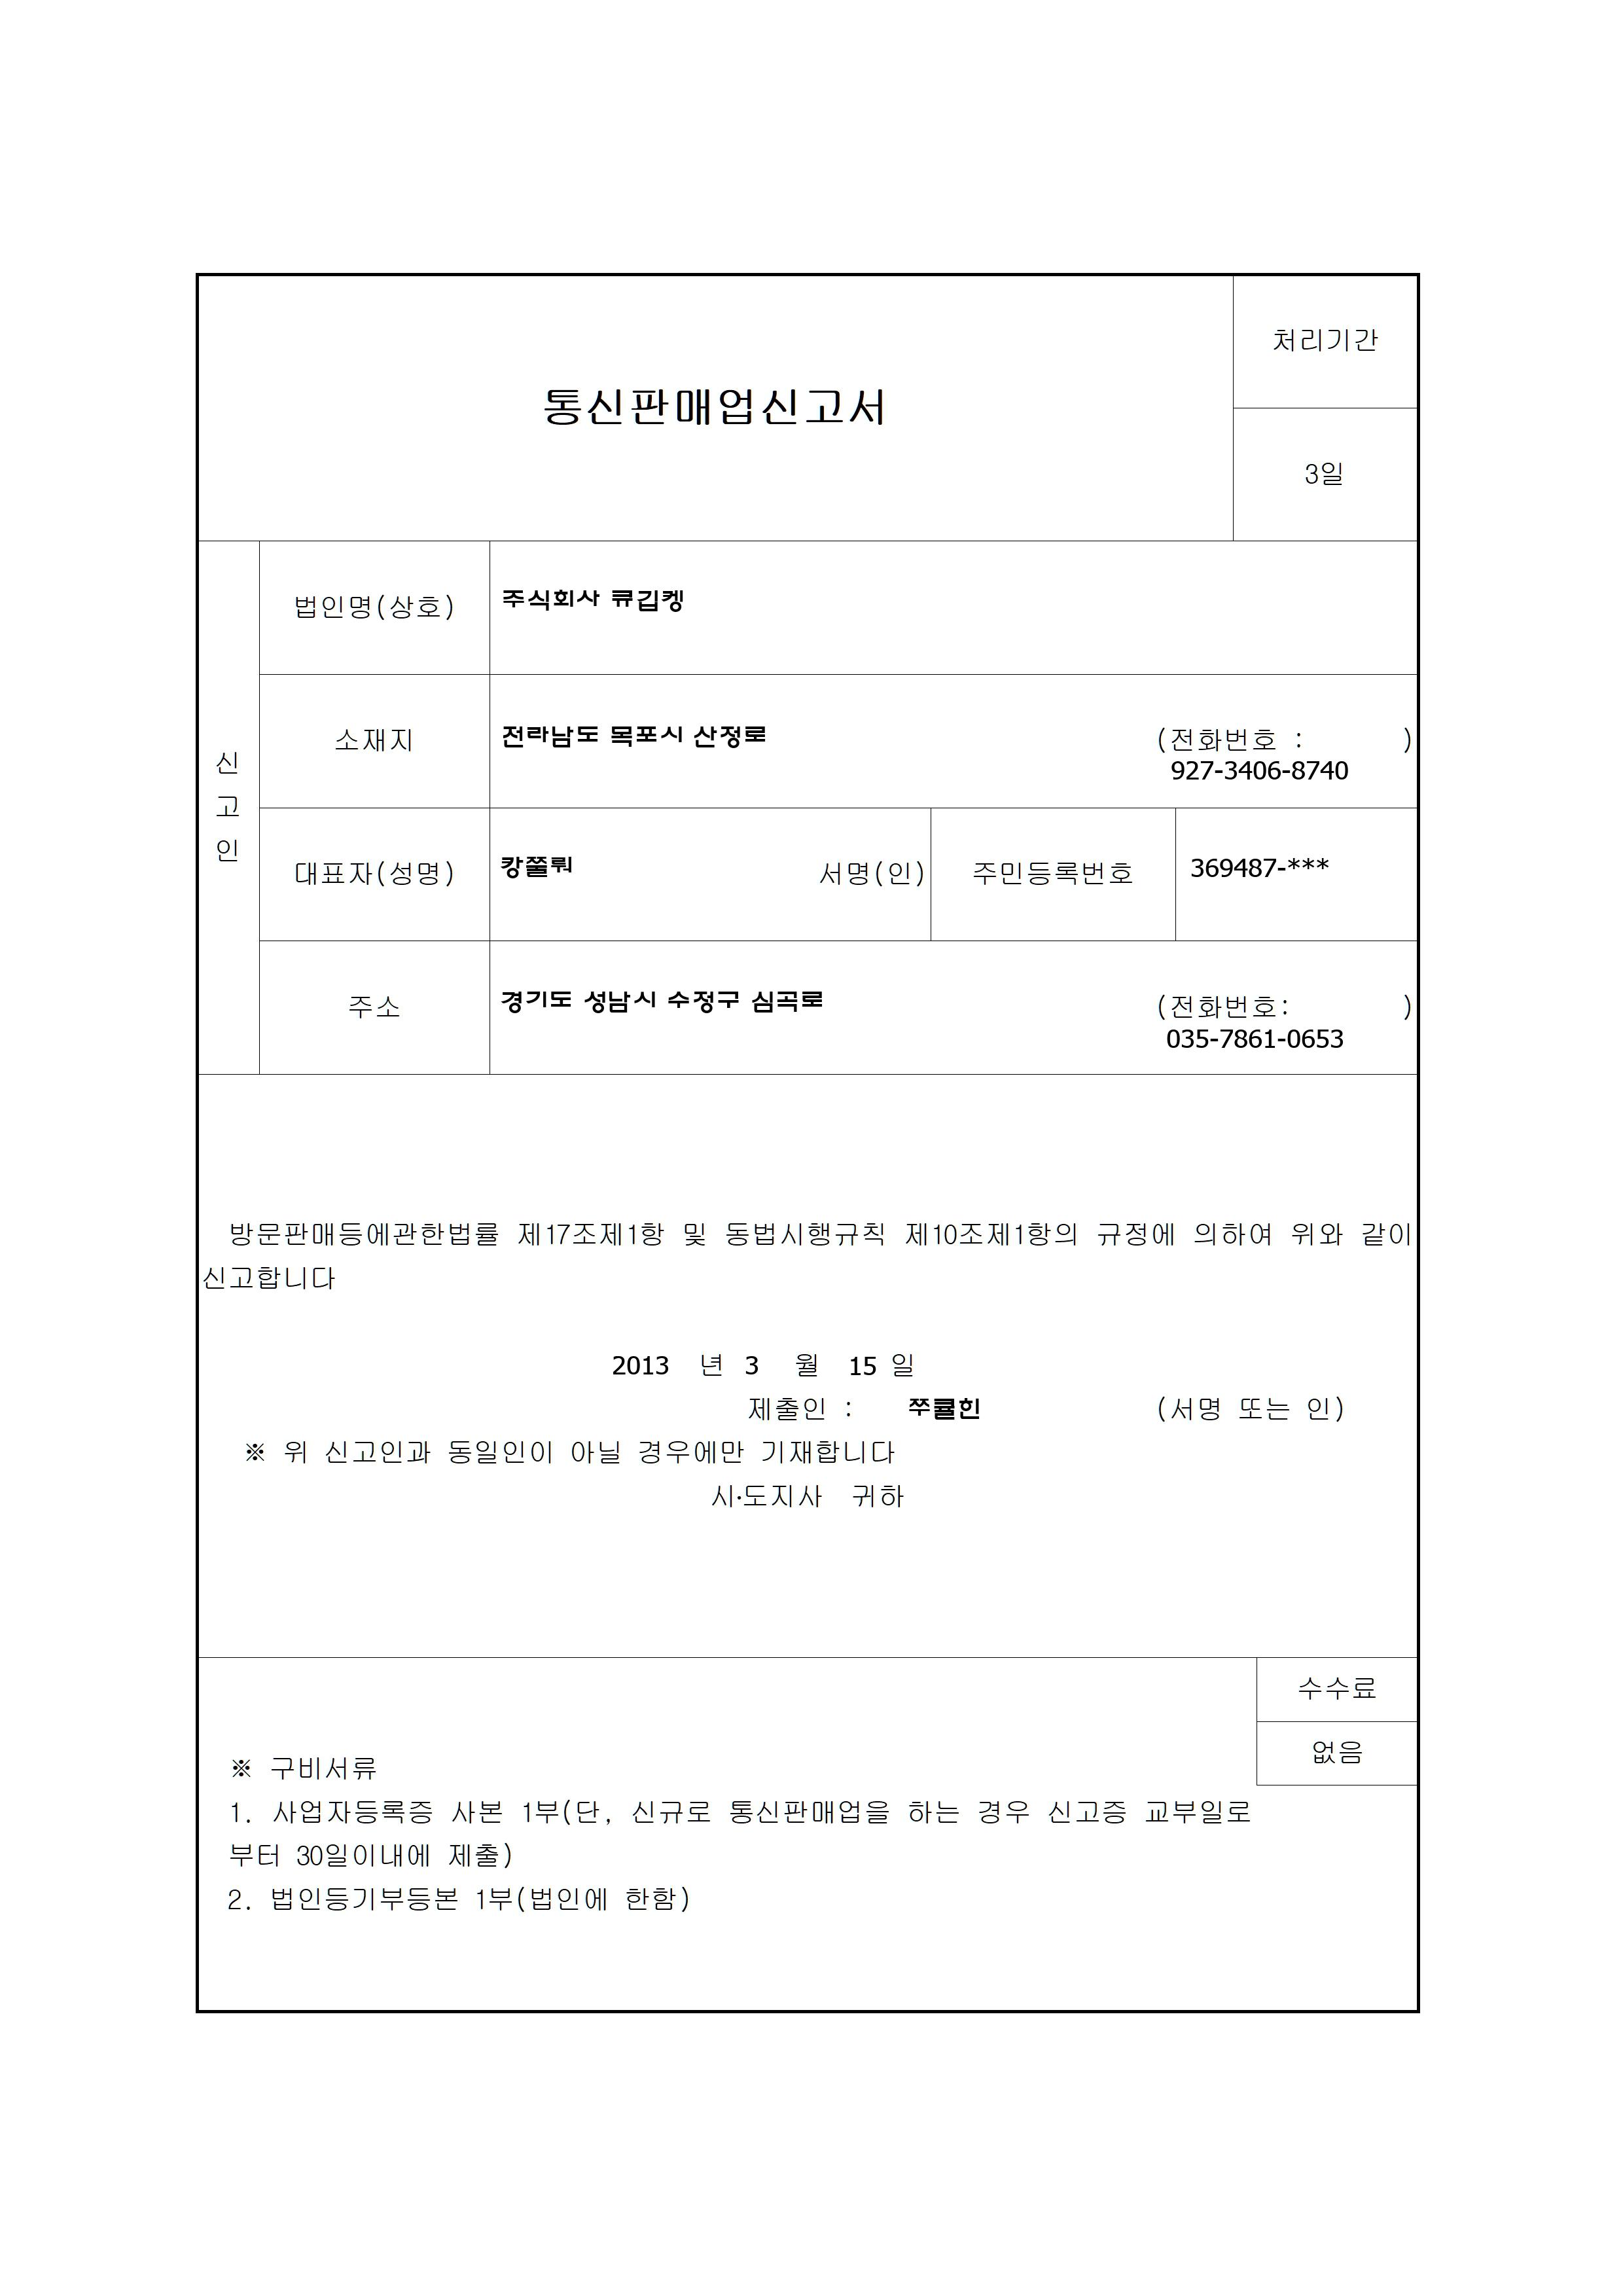 통신판매업신고서
처리기간
3일
신고인
법인명(상호) 주식회사 큐깁켕
소재지 전라남도 목포시 산정로 (전화번호 : )
927-3406-8740
대표자(성명) 캉쭐뤄 서명(인) 주민등록번호 369487-***
주소 경기도 성남시 수정구 심곡로 (전화번호: )
035-7861-0653
방문판매등에관한법률 제17조제1항 및 동법시행규칙 제10조제1항의 규정에 의하여 위와 같이
신고합니다
2013 년 3 월 15 일
제출인 : 쭈큘힌 (서명 또는 인)
※ 위 신고인과 동일인이 아닐 경우에만 기재합니다
시·도지사 귀하
수수료
없음
※ 구비서류
1. 사업자등록증 사본 1부(단, 신규로 통신판매업을 하는 경우 신고증 교부일로
부터 30일이내에 제출)
2. 법인등기부등본 1부(법인에 한함)